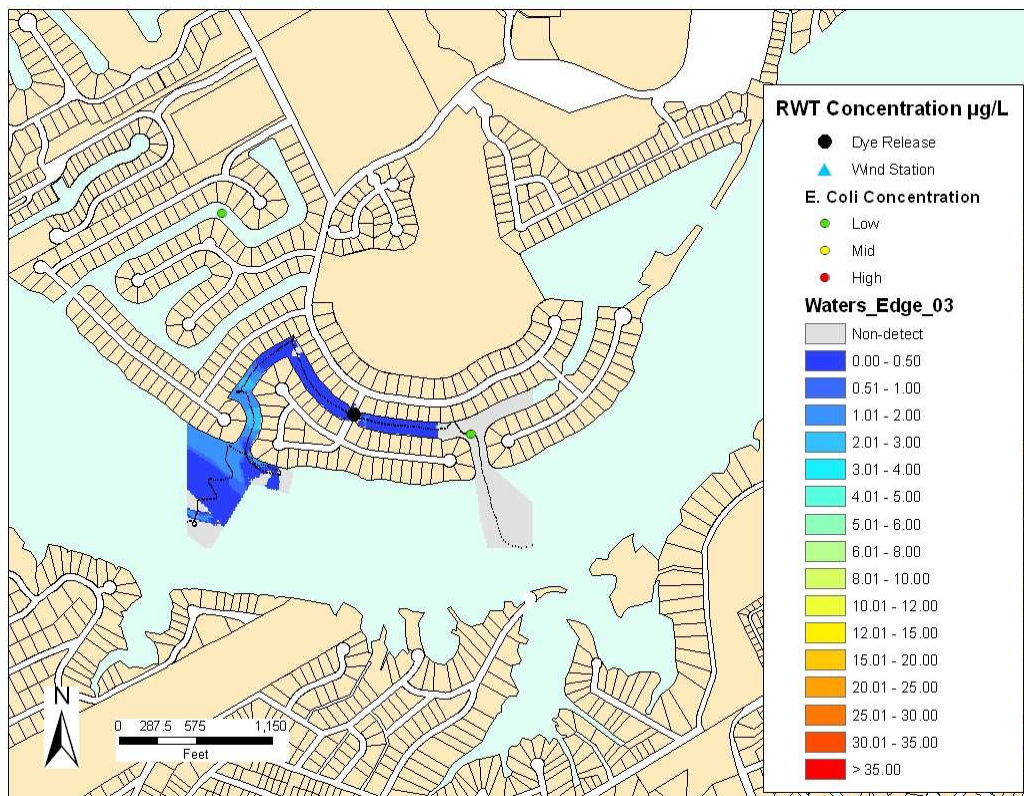 RWT Concentration µg/L
Dye Release
Wind Station
E. Coli Concentration
Low
Mid
High
Waters_Edge_03
Non-detect
0.00 - 0.50
0.51 - 1.00
1.01 - 2.00
2.01 - 3.00
3.01 - 4.00
4.01 - 5.00
5.01 - 6.00
6.01 - 8.00
8.01 - 10.00
10.01 - 12.00
12.01 - 15.00
15.01 - 20.00
20.01 - 25.00
25.01 - 30.00
30.01 - 35.00
> 35.00
N
0 287.5 575 1,150
Feet